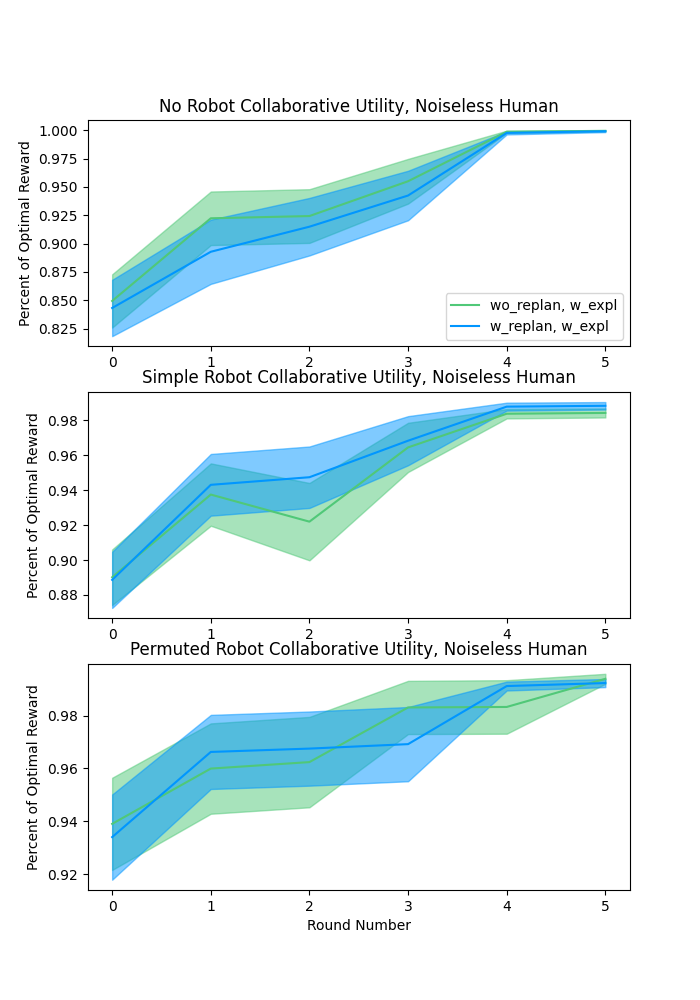 No Robot Collaborative Utility, Noiseless Human
Percent of Optimal Reward
1.000
0.975
0.950
0.925
0.900
0.875
0.850
0.825
wo_replan, w_expl
w_replan, w_expl
0 1 2 3 4 5
Simple Robot Collaborative Utility, Noiseless Human
Percent of Optimal Reward
0.98
0.96
0.94
0.92
0.90
0.88
0 1 2 3 4 5
Permuted Robot Collaborative Utility, Noiseless Human
Percent of Optimal Reward
0.98
0.96
0.94
0.92
0 1 2 3 4 5
Round Number